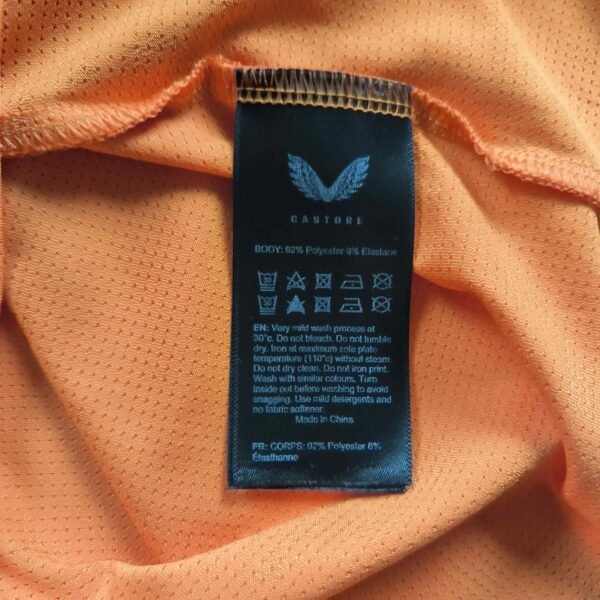 CASTORE
BODY: 92% Polyester 8% Elastane
30
30
EN: Very mild wash process at
30°c. Do not bleach. Do not tumble
dry. Iron at maximum sole plate
temperature (110°c) without steam.
Do not dry clean. Do not iron print.
Wash with similar colours. Turn
inside out before washing to avoid
snagging. Use mild detergents and
no fabric softener.
Made in China
FR: CORPS: 92% Polyester 8%
Élasthanne